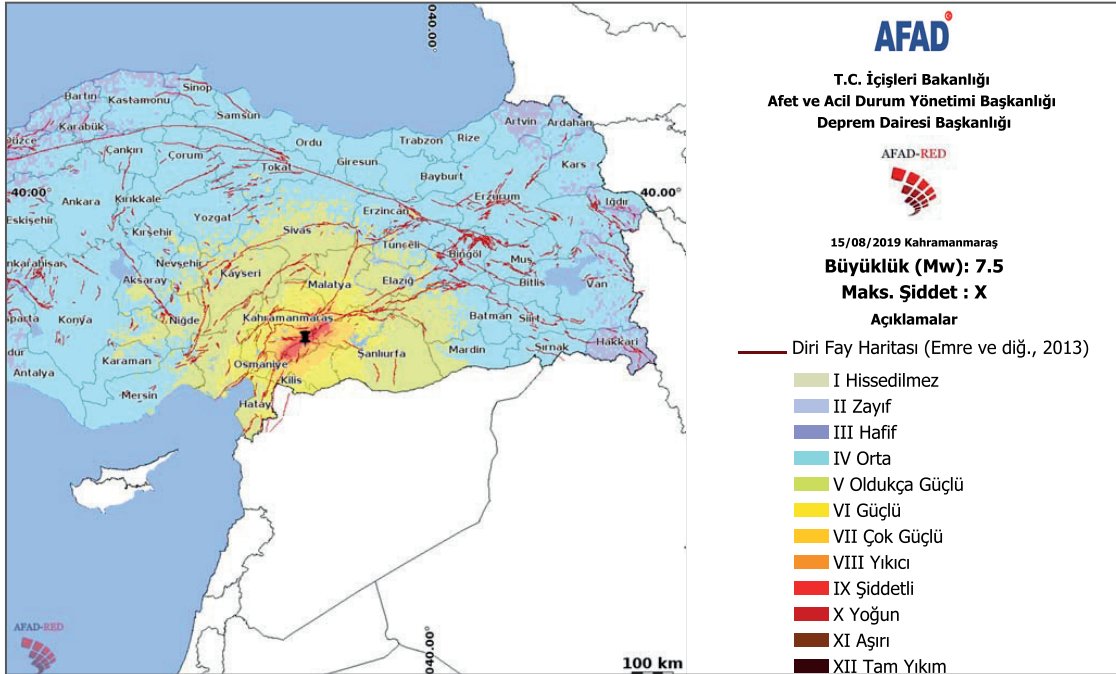 040.00°
Bartın
Kastamonu
Sinop
Samsun
Karabük
Düzce
Çankırı
Çorum
Ordu
Giresun
Trabzon
Rize
Artvin
Ardahan
Kars
Tokat
Bayburt
40.00°
40.00°
Ankara
Kırıkkale
Erzincan
Erzurum
Iğdır
Eskişehir
Yozgat
Kırşehir
Sivas
Tunceli
Bingöl
Muş
nkarahisar
Nevşehir
Aksaray
Kayseri
Malatya
Elazığ
Bitlis
Van
sparta
Konya
Niğde
Kahramanmaraş
Batman
Siirt
dur
Karaman
Şanlıurfa
Mardin
Şırnak
Hakkari
Antalya
Osmaniye
Kilis
Mersin
Hatay
AFAD-RED
040.00°
100 km
AFAD
T.C. İçişleri Bakanlığı
Afet ve Acil Durum Yönetimi Başkanlığı
Deprem Dairesi Başkanlığı
AFAD-RED
15/08/2019 Kahramanmaraş
Büyüklük (Mw): 7.5
Maks. Şiddet : X
Açıklamalar
Diri Fay Haritası (Emre ve diğ., 2013)
I Hissedilmez
II Zayıf
III Hafif
IV Orta
V Oldukça Güçlü
VI Güçlü
VII Çok Güçlü
VIII Yıkıcı
IX Şiddetli
X Yoğun
XI Aşırı
XII Tam Yıkım